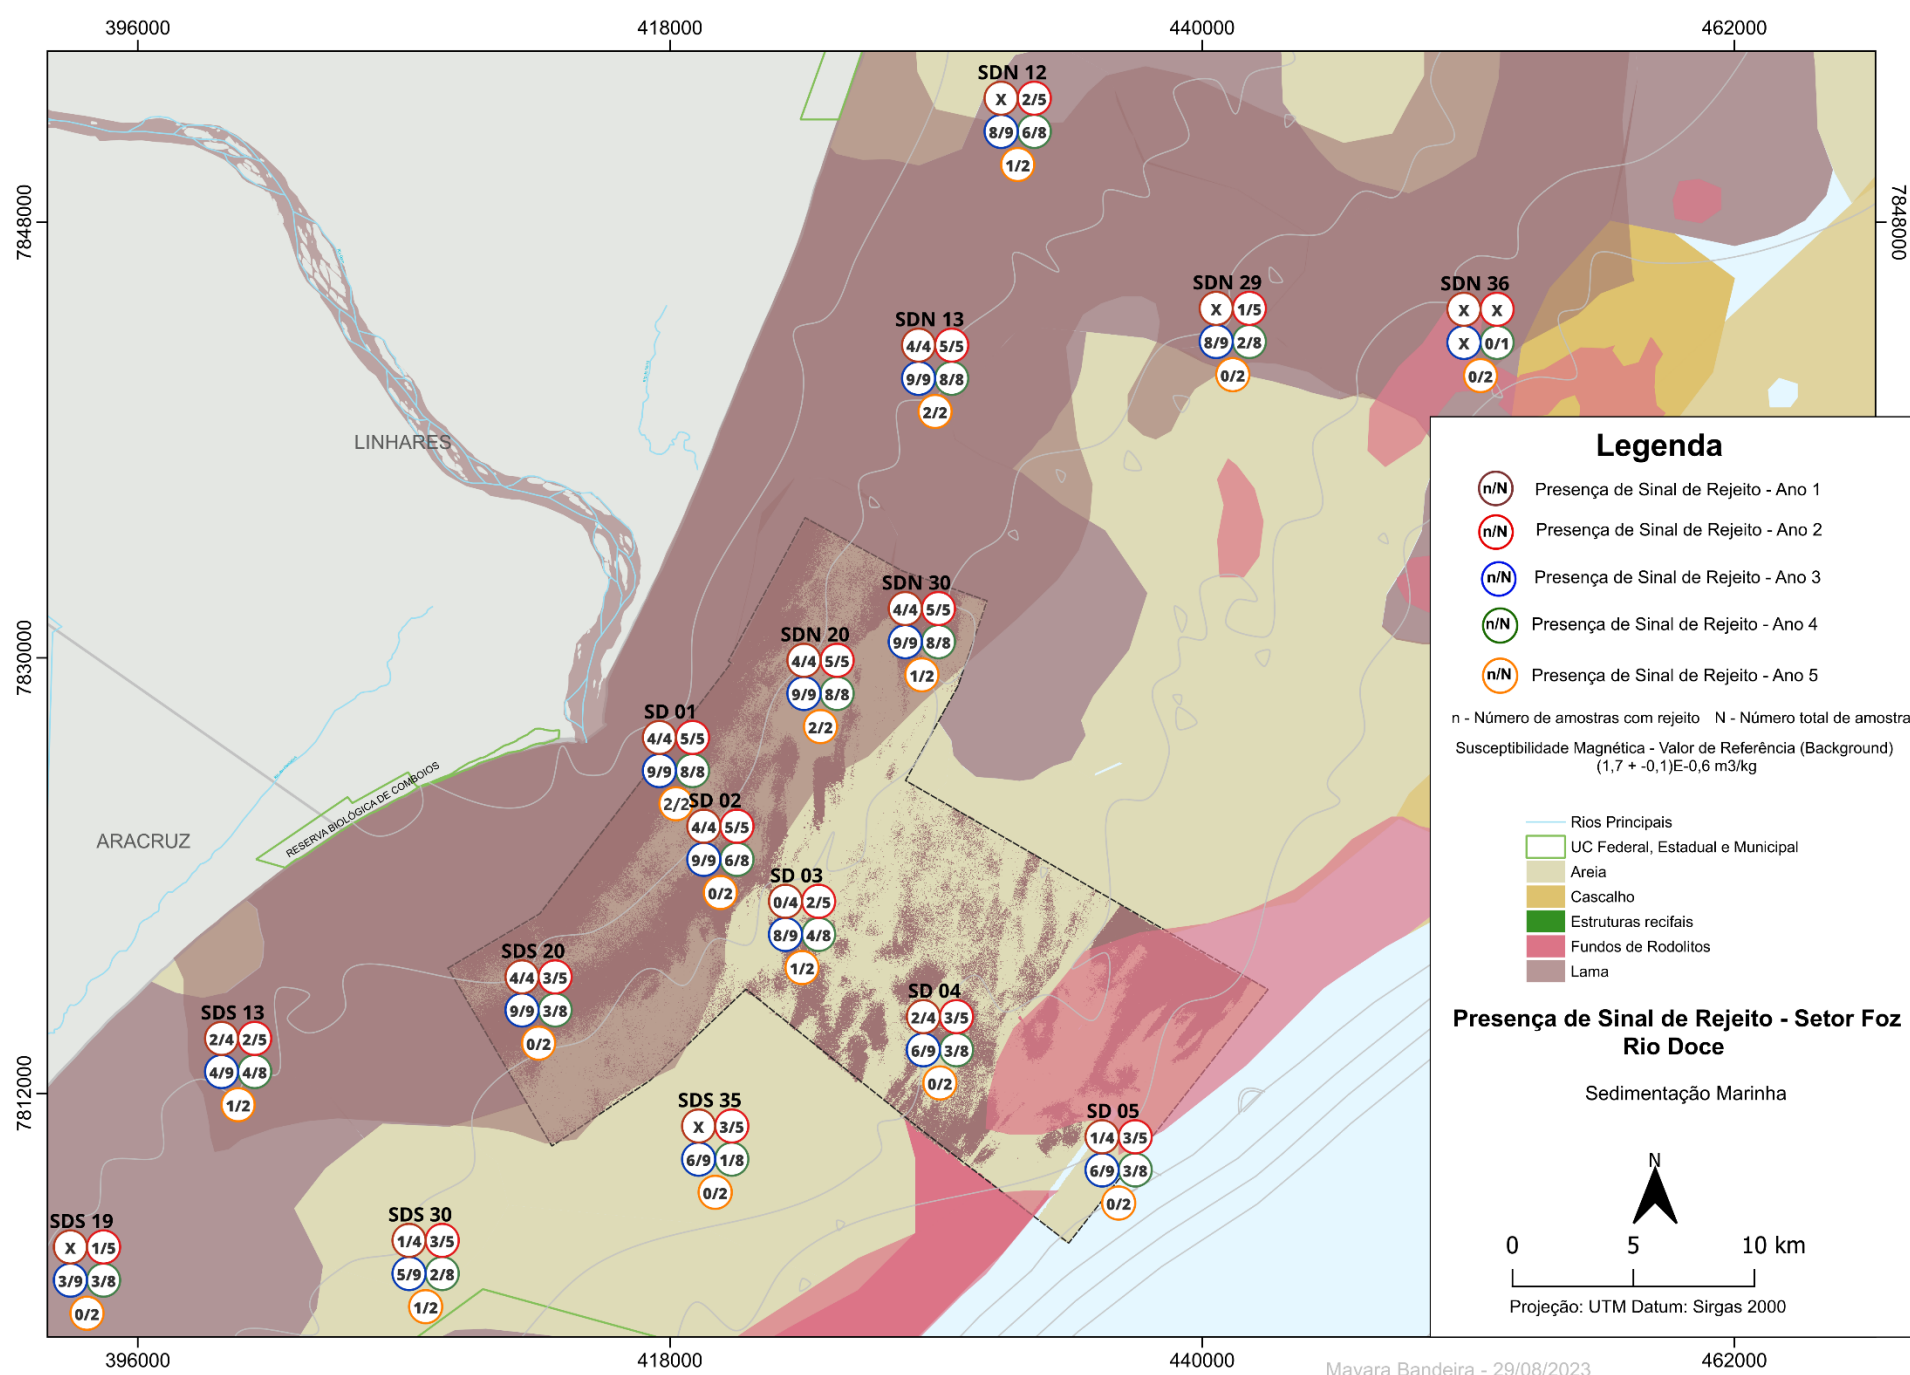 396000
418000
440000
462000
SDN 12
X 2/5
8/9 6/8
1/2
7848000
7848000
SDN 29
X 1/5
8/9 2/8
0/2
SDN 36
X X
X 0/1
0/2
SDN 13
4/4 5/5
9/9 8/8
2/2
LINHARES
SDN 30
4/4 5/5
9/9 8/8
1/2
SDN 20
4/4 5/5
9/9 8/8
2/2
7830000
SD 01
4/4 5/5
9/9 8/8
2/2
SD 02
4/4 5/5
9/9 6/8
0/2
RESERVA BIOLÓGICA DE COMBOIOS
ARACRUZ
SD 03
0/4 2/5
8/9 4/8
1/2
SDS 20
4/4 3/5
9/9 3/8
0/2
SD 04
2/4 3/5
6/9 3/8
0/2
SDS 13
2/4 2/5
4/9 4/8
1/2
7812000
SDS 35
X 3/5
6/9 1/8
0/2
SD 05
1/4 3/5
6/9 3/8
0/2
SDS 19
X 1/5
3/9 3/8
0/2
SDS 30
1/4 3/5
5/9 2/8
1/2
Legenda
n/N Presença de Sinal de Rejeito - Ano 1
n/N Presença de Sinal de Rejeito - Ano 2
n/N Presença de Sinal de Rejeito - Ano 3
n/N Presença de Sinal de Rejeito - Ano 4
n/N Presença de Sinal de Rejeito - Ano 5
n - Número de amostras com rejeito N - Número total de amostra
Susceptibilidade Magnética - Valor de Referência (Background)
(1,7 + -0,1)E-0,6 m3/kg
Rios Principais
UC Federal, Estadual e Municipal
Areia
Cascalho
Estruturas recifais
Fundos de Rodolitos
Lama
Presença de Sinal de Rejeito - Setor Foz
Rio Doce
Sedimentação Marinha
N
0 5 10 km
Projeção: UTM Datum: Sirgas 2000
396000
418000
440000
462000
Mayara Bandeira - 29/08/2023